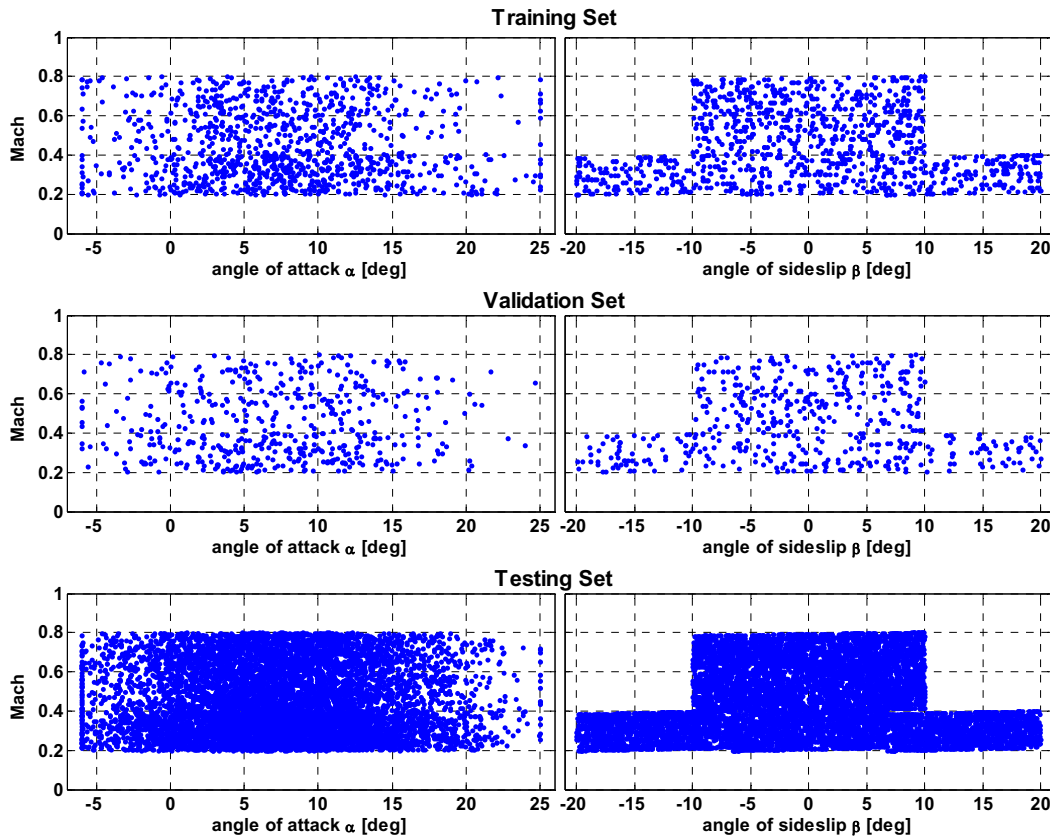 Training Set
1
0.8
0.6
0.4
0.2
0
Mach
-5 0 5 10 15 20 25
-20 -15 -10 -5 0 5 10 15 20
angle of attack α [deg]
angle of sideslip β [deg]
Validation Set
1
0.8
0.6
0.4
0.2
0
Mach
-5 0 5 10 15 20 25
-20 -15 -10 -5 0 5 10 15 20
angle of attack α [deg]
angle of sideslip β [deg]
Testing Set
1
0.8
0.6
0.4
0.2
0
Mach
-5 0 5 10 15 20 25
-20 -15 -10 -5 0 5 10 15 20
angle of attack α [deg]
angle of sideslip β [deg]